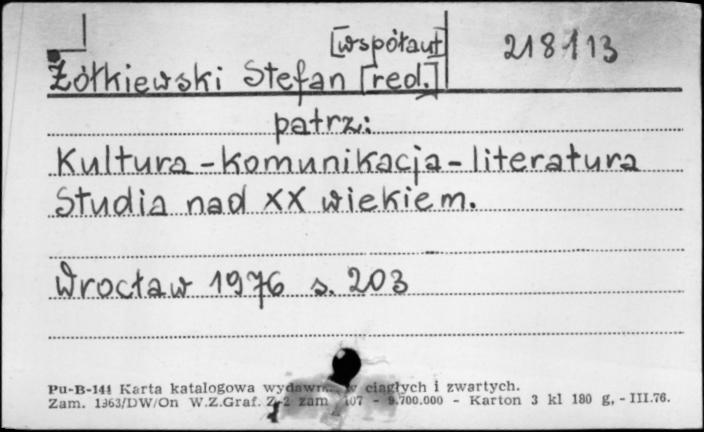 [współaut]
218113
Żółkiewski Stefan [red.]
patrz:
Kultura - komunikacja - literatura
Studia nad XX wiekiem.
Wrocław 1976 s. 203
Pu-B-144 Karta katalogowa ciągłych i zwartych.
Zam. 1363/DW/On W.Z.Graf. Z-2 zam 107 - 9.700.000 - Karton 3 kl 180 g, - III.76.